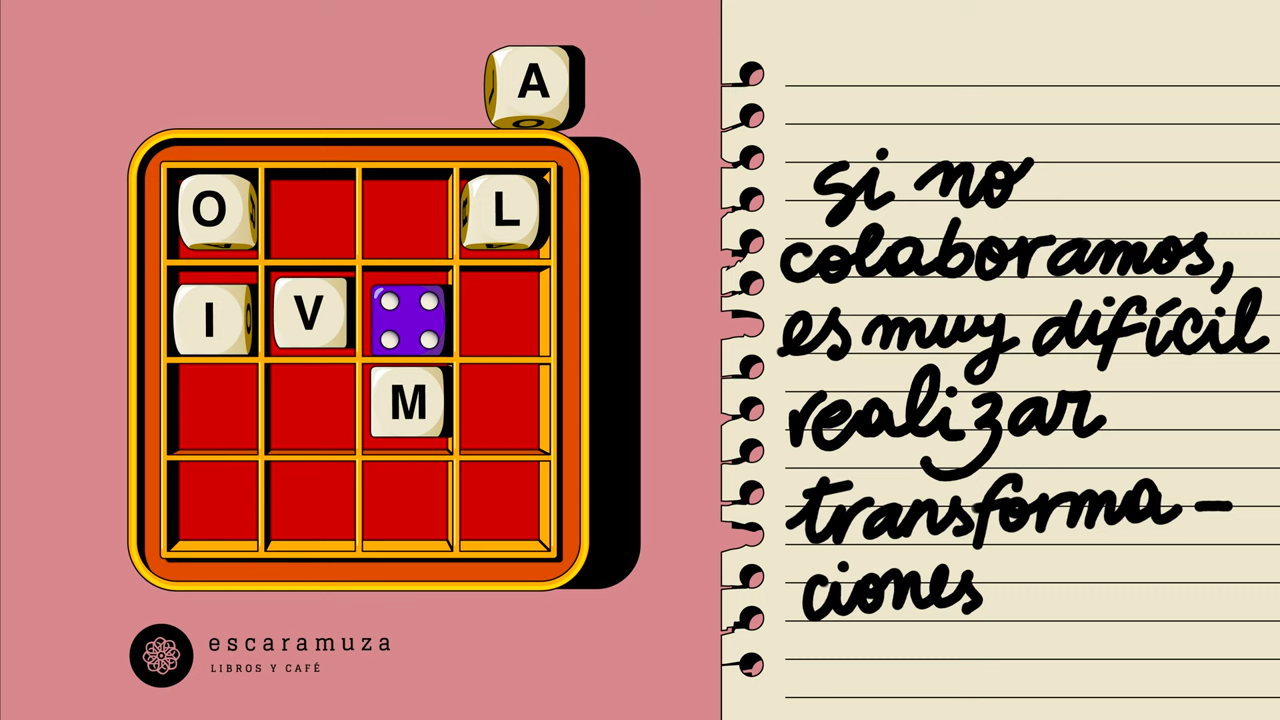 A
O L
I V
M
escaramuza
LIBROS Y CAFÉ
si no
colaboramos,
es muy difícil
realizar
transforma-
ciones